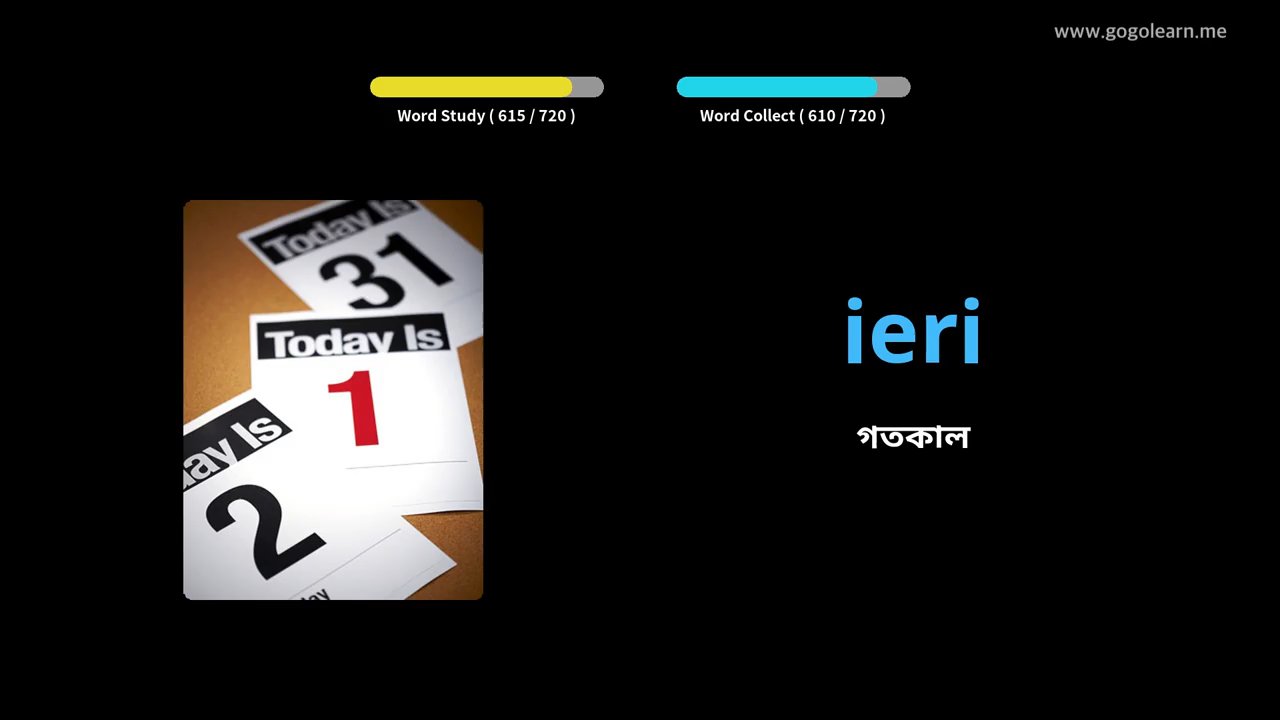 www.gogolearn.me
Word Study ( 615 / 720 )
Word Collect ( 610 / 720 )
Today Is
31
Today Is
1
ay Is
2
ieri
গতকাল